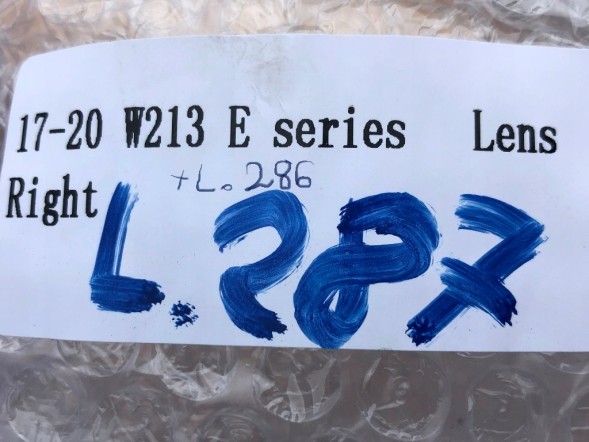 17-20 W213 E series Lens
Right
+L. 286
L. 287